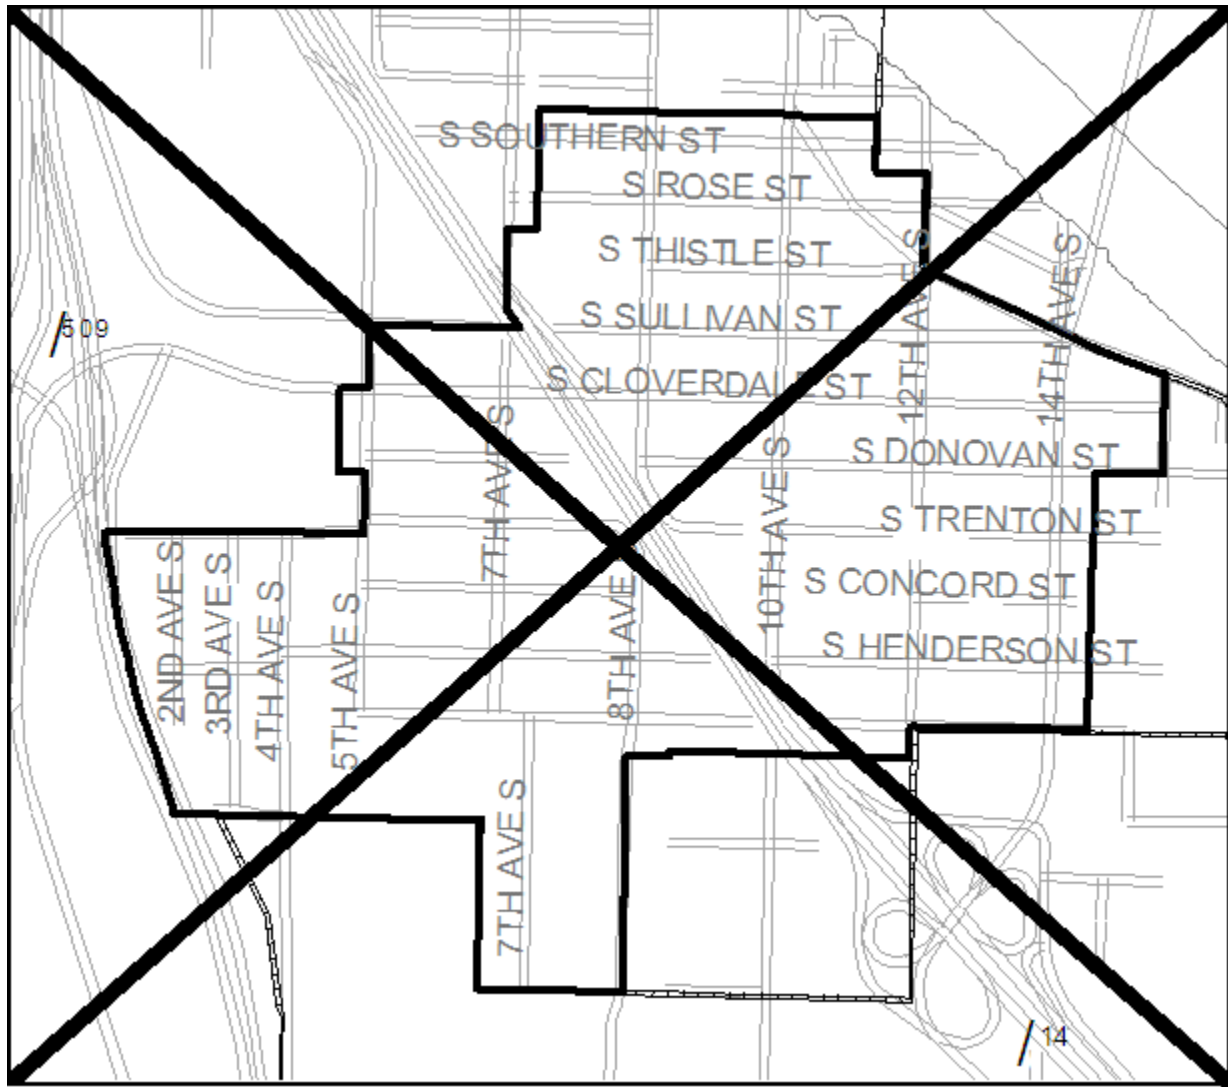 S SOUTHERN ST
S ROSE ST
S THISTLE ST
S SULLIVAN ST
S CLOVERDALE ST
12TH AVE S
14TH AVE S
509
7TH AVE S
10TH AVE S
S DONOVAN ST
S TRENTON ST
S CONCORD ST
S HENDERSON ST
2ND AVE S
3RD AVE S
4TH AVE S
5TH AVE S
8TH AVE
7TH AVE S
14